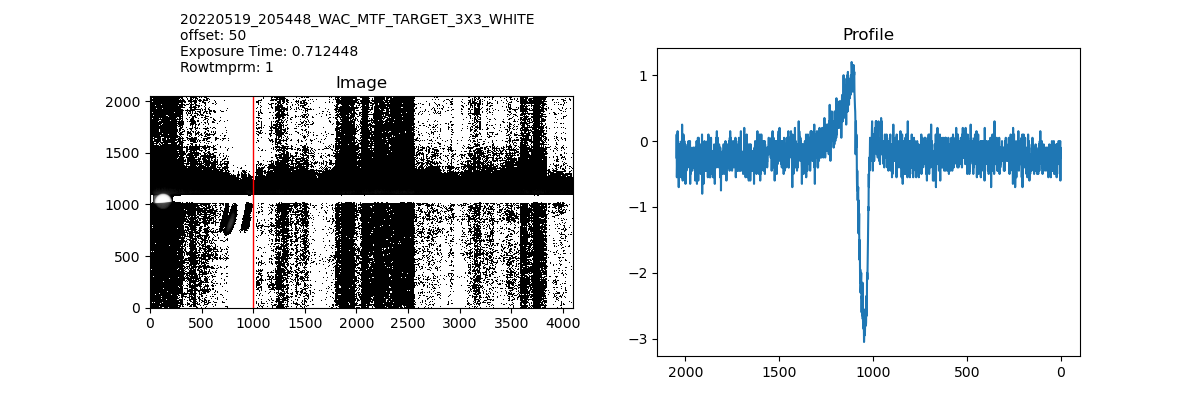 20220519_205448_WAC_MTF_TARGET_3X3_WHITE
offset: 50
Exposure Time: 0.712448
Rowtmprm: 1
Image
2000
1500
1000
500
0
0 500 1000 1500 2000 2500 3000 3500 4000
Profile
1
0
−1
−2
−3
2000 1500 1000 500 0